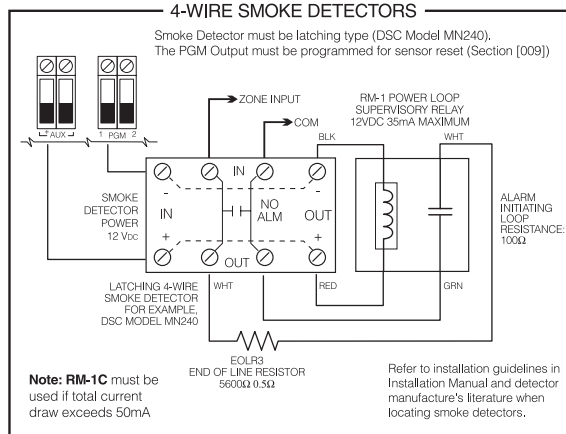 4-WIRE SMOKE DETECTORS
Smoke Detector must be latching type (DSC Model MN240).
The PGM Output must be programmed for sensor reset (Section [009])
ZONE INPUT
COM
RM-1 POWER LOOP
SUPERVISORY RELAY
12VDC 35mA MAXIMUM
BLK
WHT
+ AUX -
1 PGM 2
IN
SMOKE
DETECTOR
POWER
12 VDC
-
IN
+
NO
ALM
-
OUT
+
OUT
ALARM
INITIATING
LOOP
RESISTANCE:
100Ω
LATCHING 4-WIRE
SMOKE DETECTOR
FOR EXAMPLE,
DSC MODEL MN240
WHT
RED
GRN
EOLR3
END OF LINE RESISTOR
5600Ω 0.5Ω
Note: RM-1C must be
used if total current
draw exceeds 50mA
Refer to installation guidelines in
Installation Manual and detector
manufacture's literature when
locating smoke detectors.